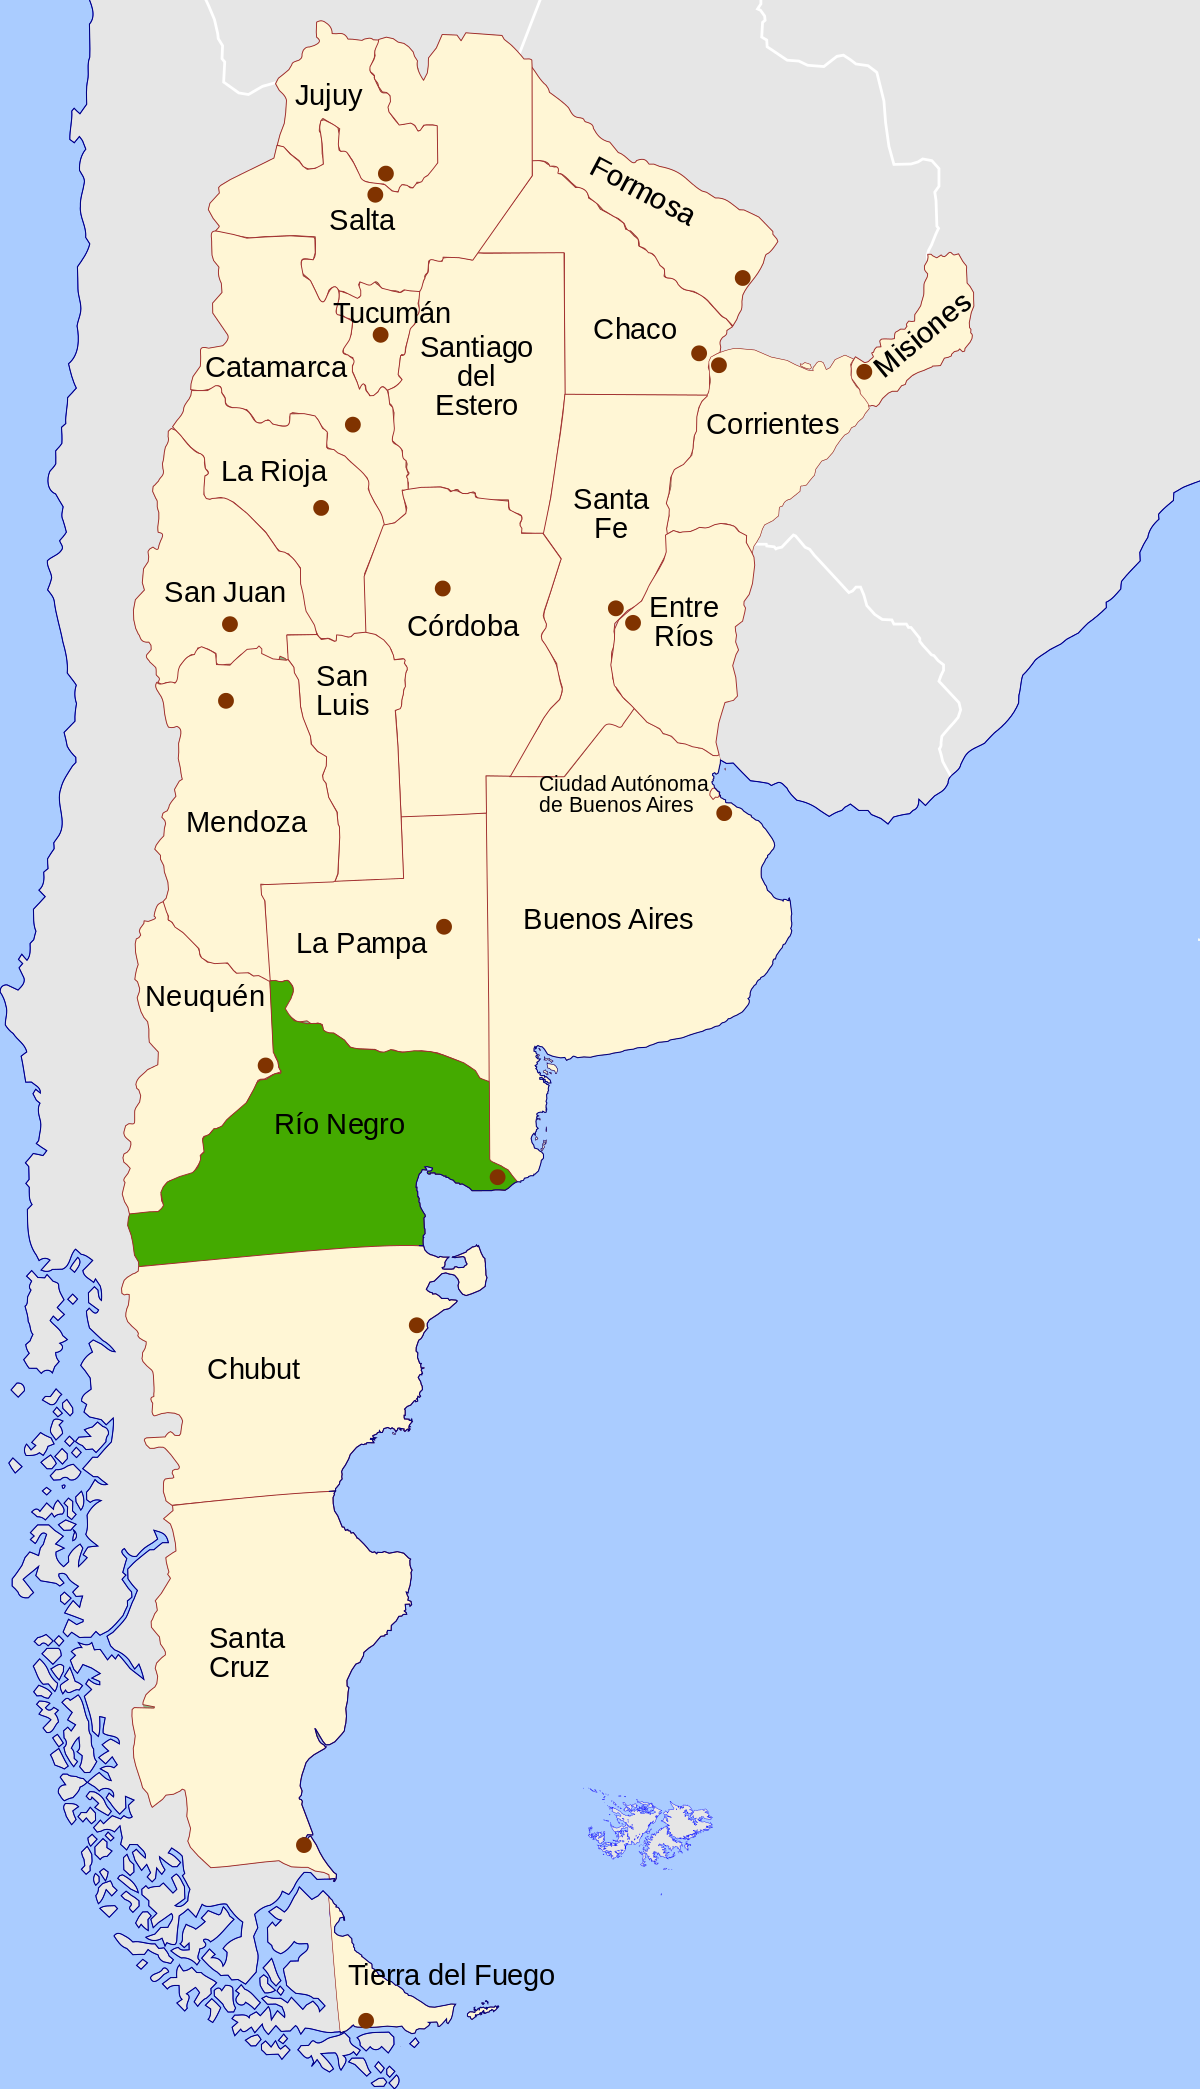 Jujuy
Formosa
Salta
Misiones
Tucumán
Chaco
Santiago
del
Estero
Catamarca
Corrientes
La Rioja
Santa
Fe
San Juan
Entre
Ríos
Córdoba
San
Luis
Ciudad Autónoma
de Buenos Aires
Mendoza
Buenos Aires
La Pampa
Neuquén
Río Negro
Chubut
Santa
Cruz
Tierra del Fuego